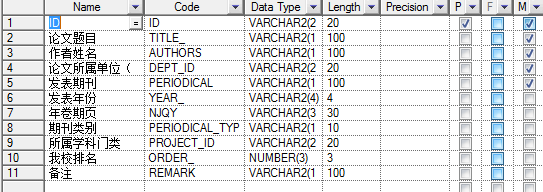 Name Code Data Type Length Precision P F M
1 ID = ID VARCHAR2(2 20
2 论文题目 TITLE_ VARCHAR2(1 100
3 作者姓名 AUTHORS VARCHAR2(1 100
4 论文所属单位( DEPT_ID VARCHAR2(2 20
5 发表期刊 PERIODICAL VARCHAR2(1 100
6 发表年份 YEAR_ VARCHAR2(4) 4
7 年卷期页 NJQY VARCHAR2(3 30
8 期刊类别 PERIODICAL_TYP VARCHAR2(1 10
9 所属学科门类 PROJECT_ID VARCHAR2(2 20
10 我校排名 ORDER_ NUMBER(3) 3
11 备注 REMARK VARCHAR2(1 100